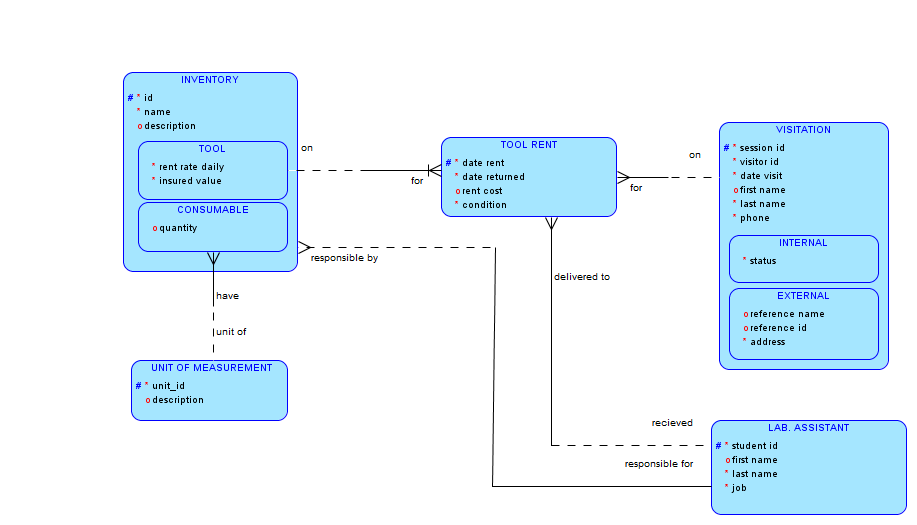 INVENTORY
# * id
* name
o description
TOOL
* rent rate daily
* insured value
CONSUMABLE
o quantity
on
for
TOOL RENT
# * date rent
* date returned
o rent cost
* condition
on
for
VISITATION
# * session id
* visitor id
* date visit
o first name
* last name
* phone
INTERNAL
* status
EXTERNAL
o reference name
o reference id
* address
responsible by
delivered to
have
unit of
UNIT OF MEASUREMENT
# * unit_id
o description
recieved
responsible for
LAB. ASSISTANT
# * student id
o first name
* last name
* job